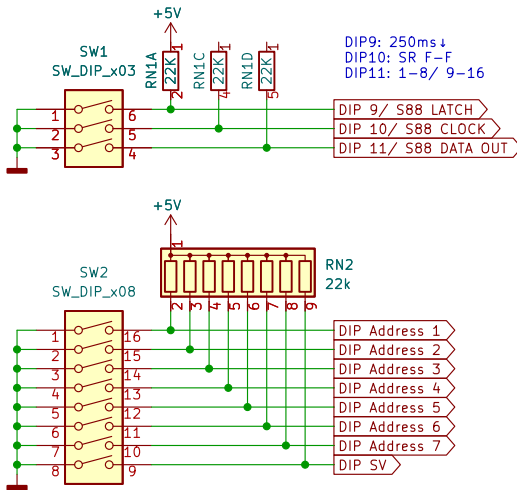 +5V
SW1
SW_DIP_x03
RN1A
22K
1
2
RN1C
22K
1
4
RN1D
22K
1
5
DIP9: 250ms↓
DIP10: SR F-F
DIP11: 1-8/ 9-16
1
6
DIP 9/ S88 LATCH
2
5
DIP 10/ S88 CLOCK
3
4
DIP 11/ S88 DATA OUT
+5V
1
RN2
22k
SW2
SW_DIP_x08
2 3 4 5 6 7 8 9
1
16
DIP Address 1
2
15
DIP Address 2
3
14
DIP Address 3
4
13
DIP Address 4
5
12
DIP Address 5
6
11
DIP Address 6
7
10
DIP Address 7
8
9
DIP SV